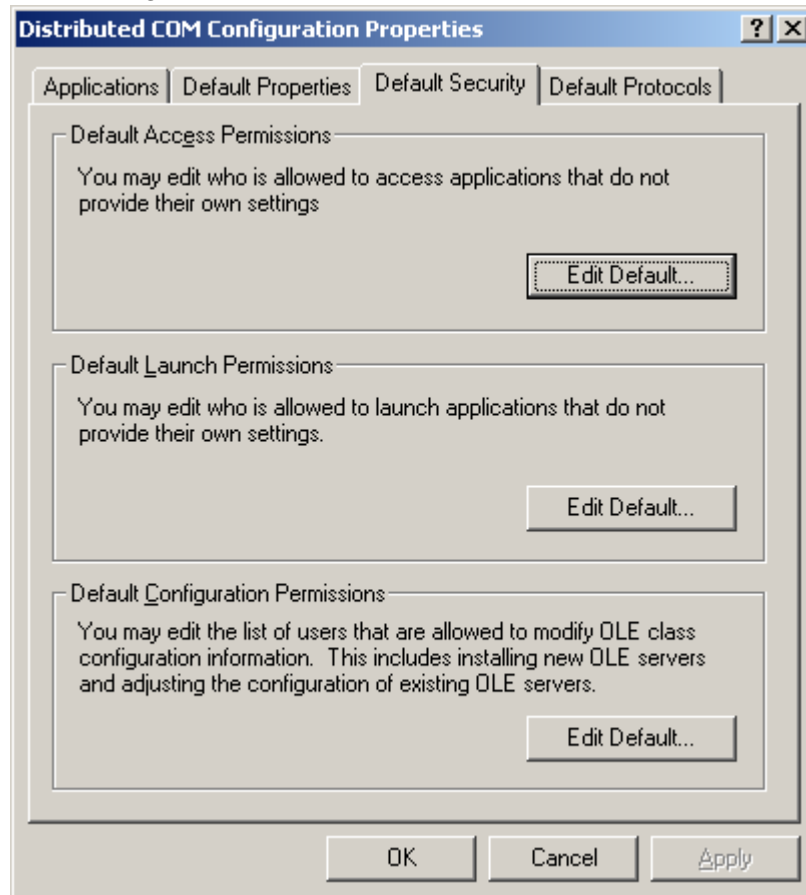 Distributed COM Configuration Properties
Applications
Default Properties
Default Security
Default Protocols
Default Access Permissions
You may edit who is allowed to access applications that do not
provide their own settings
Edit Default...
Default Launch Permissions
You may edit who is allowed to launch applications that do not
provide their own settings.
Edit Default...
Default Configuration Permissions
You may edit the list of users that are allowed to modify OLE class
configuration information.  This includes installing new OLE servers
and adjusting the configuration of existing OLE servers.
Edit Default...
OK
Cancel
Apply